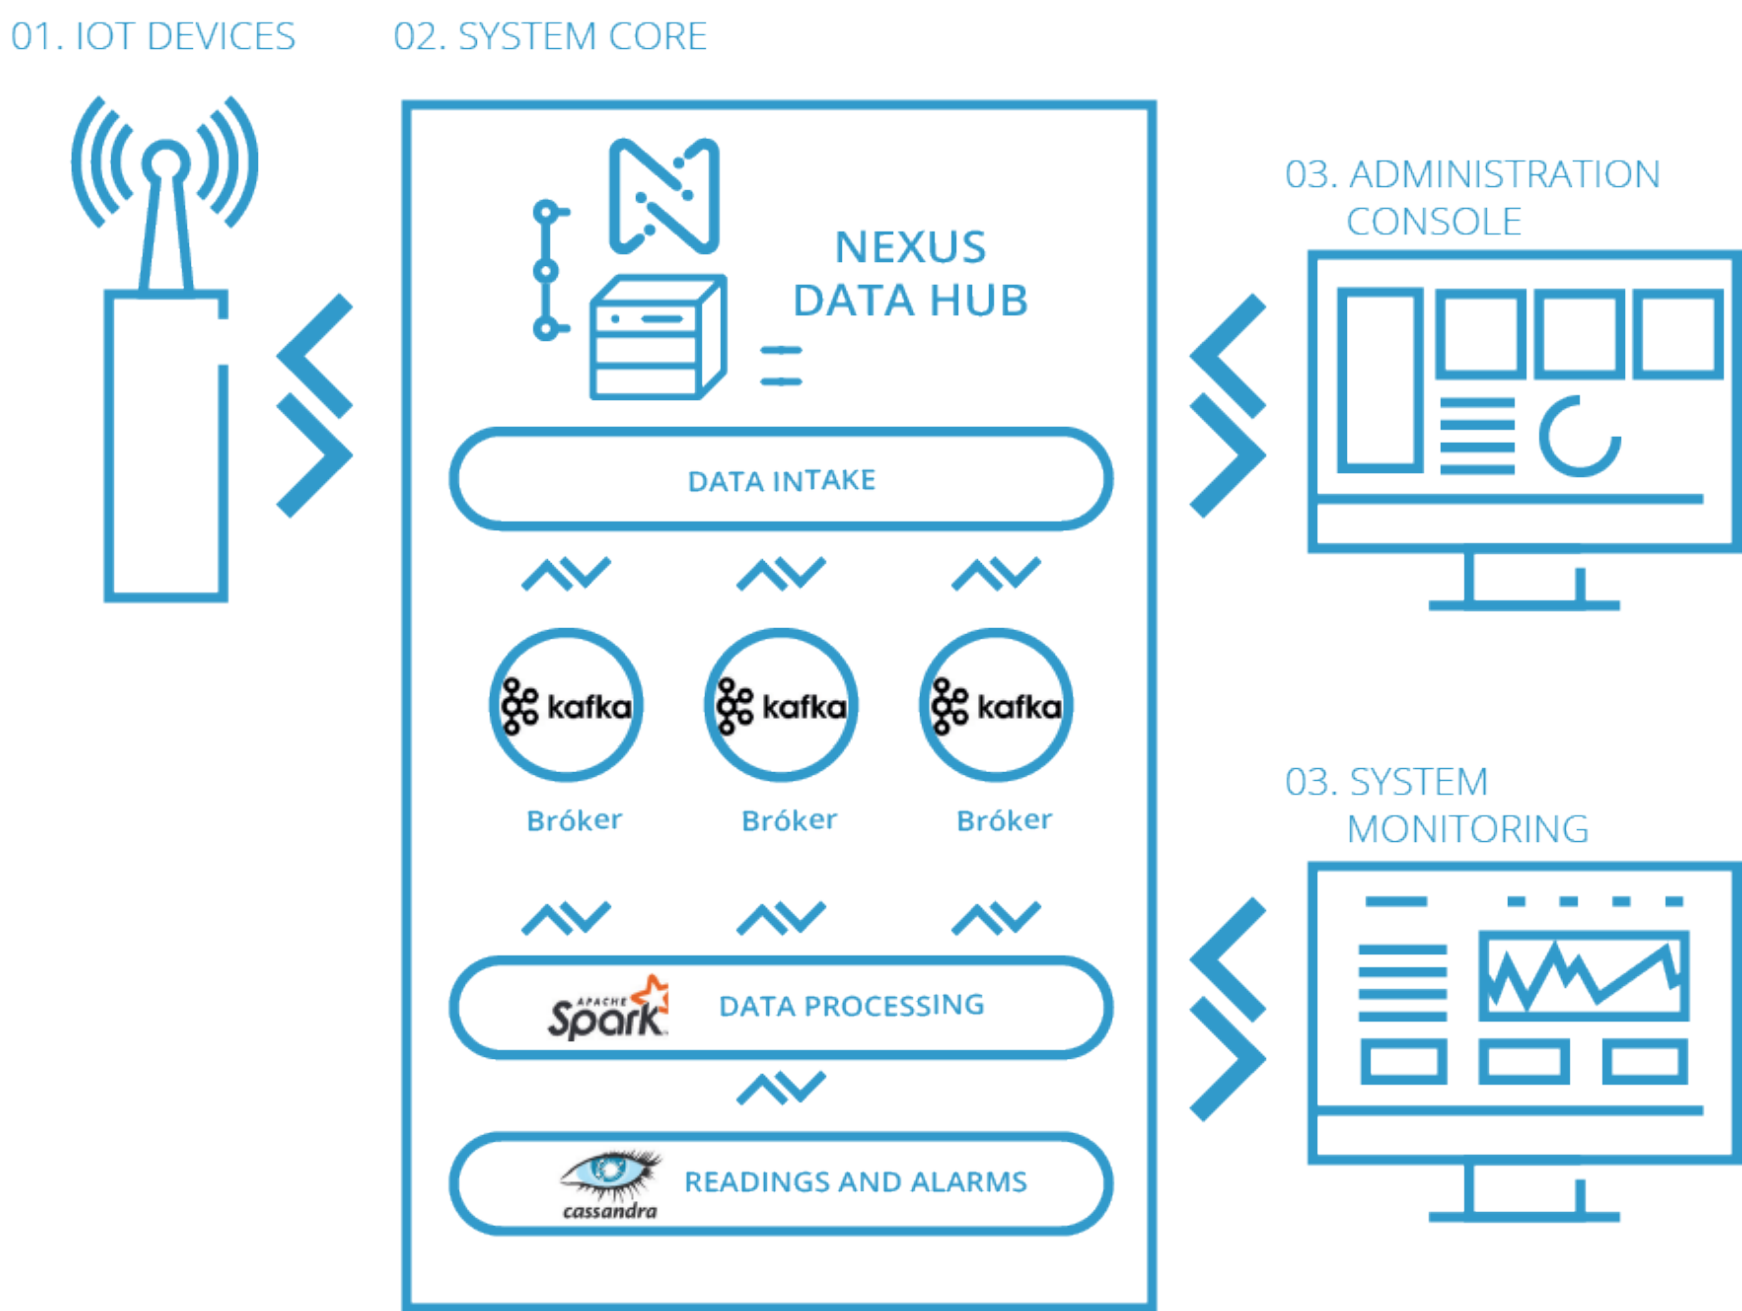 01. IOT DEVICES
02. SYSTEM CORE
NEXUS
DATA HUB
DATA INTAKE
kafka
kafka
kafka
Bróker
Bróker
Bróker
APACHE
Spark
DATA PROCESSING
cassandra
READINGS AND ALARMS
03. ADMINISTRATION
CONSOLE
03. SYSTEM
MONITORING